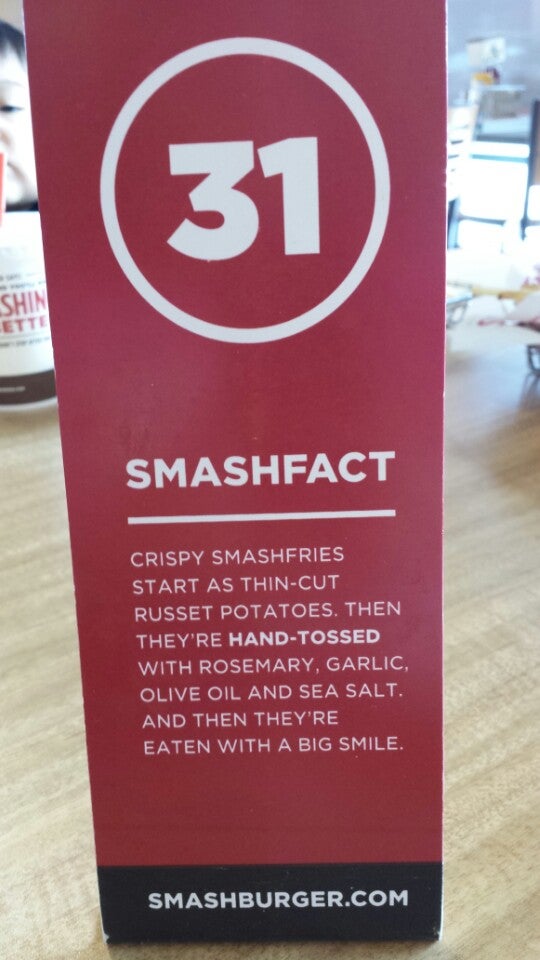 31
SMASHFACT
CRISPY SMASHFRIES
START AS THIN-CUT
RUSSET POTATOES. THEN
THEY'RE HAND-TOSSED
WITH ROSEMARY, GARLIC,
OLIVE OIL AND SEA SALT.
AND THEN THEY'RE
EATEN WITH A BIG SMILE.
SMASHBURGER.COM